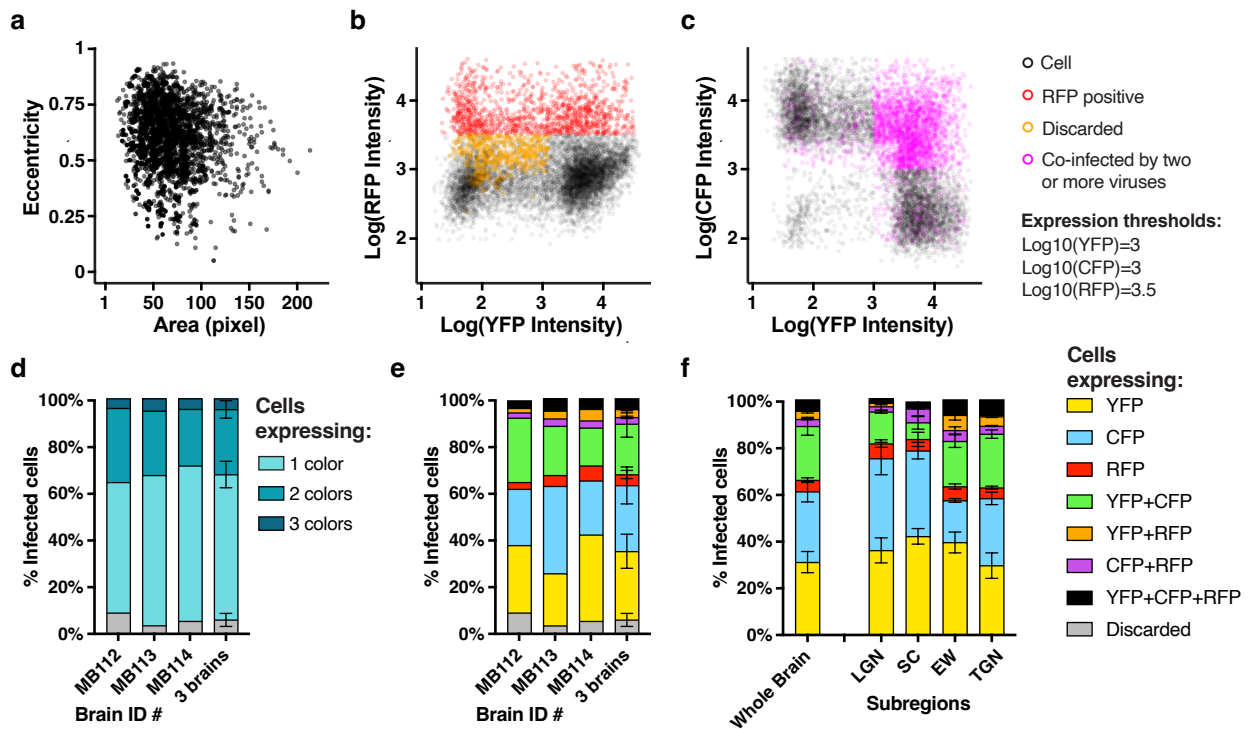 a
Eccentricity
1
0.75
0.5
0.25
0
1
50
100
150
200
Area (pixel)
b
Log(RFP Intensity)
4
3
2
1
2
3
4
Log(YFP Intensity)
c
Log(CFP Intensity)
4
3
2
1
2
3
4
Log(YFP Intensity)
Cell
RFP positive
Discarded
Co-infected by two
or more viruses
Expression thresholds:
Log10(YFP)=3
Log10(CFP)=3
Log10(RFP)=3.5
d
% Infected cells
100%
80%
60%
40%
20%
0%
MB112
MB113
MB114
3 brains
Brain ID #
Cells
expressing:
1 color
2 colors
3 colors
e
% Infected cells
100%
80%
60%
40%
20%
0%
MB112
MB113
MB114
3 brains
Brain ID #
f
% Infected cells
100%
80%
60%
40%
20%
0%
Whole Brain
LGN
SC
EW
TGN
Subregions
Cells
expressing:
YFP
CFP
RFP
YFP+CFP
YFP+RFP
CFP+RFP
YFP+CFP+RFP
Discarded